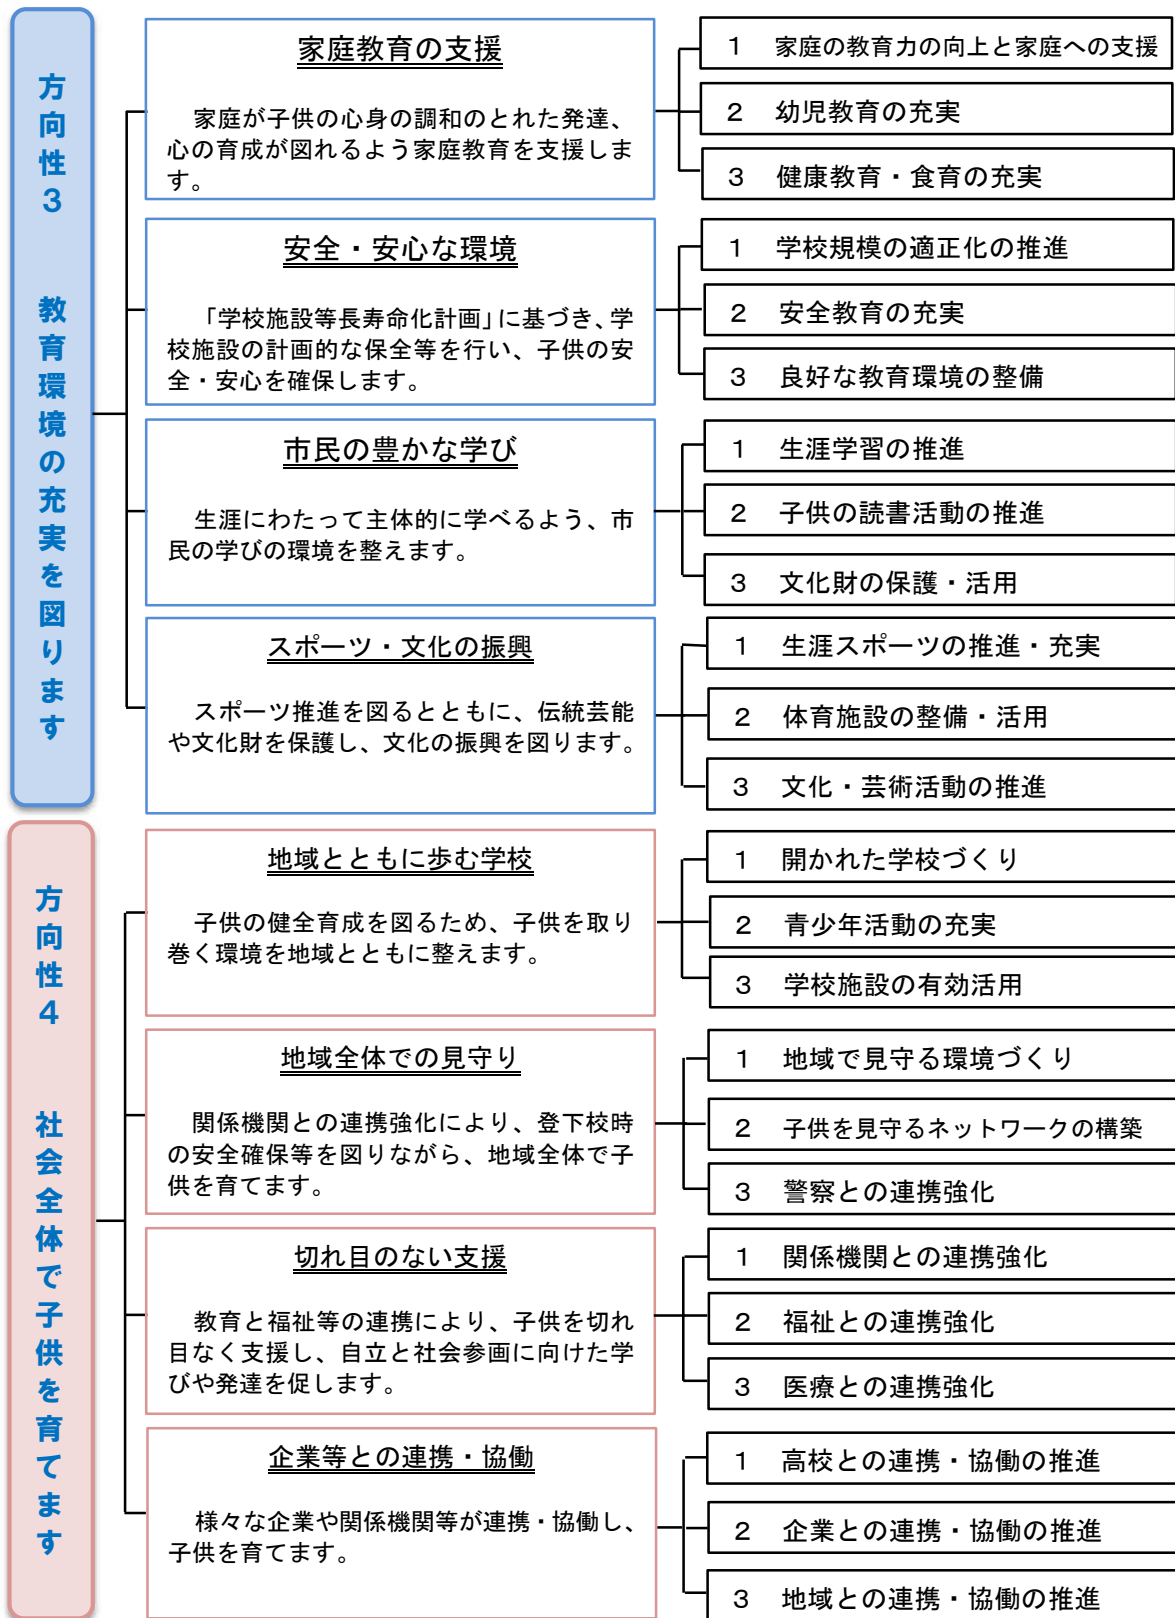 方向性３　教育環境の充実を図ります
家庭教育の支援
家庭が子供の心身の調和のとれた発達、
心の育成が図れるよう家庭教育を支援しま
す。
１　家庭の教育力の向上と家庭への支援
２　幼児教育の充実
３　健康教育・食育の充実
安全・安心な環境
「学校施設等長寿命化計画」に基づき、学
校施設の計画的な保全等を行い、子供の安
全・安心を確保します。
１　学校規模の適正化の推進
２　安全教育の充実
３　良好な教育環境の整備
市民の豊かな学び
生涯にわたって主体的に学べるよう、市
民の学びの環境を整えます。
１　生涯学習の推進
２　子供の読書活動の推進
３　文化財の保護・活用
スポーツ・文化の振興
スポーツ推進を図るとともに、伝統芸能
や文化財を保護し、文化の振興を図ります。
１　生涯スポーツの推進・充実
２　体育施設の整備・活用
３　文化・芸術活動の推進
方向性４　社会全体で子供を育てます
地域とともに歩む学校
子供の健全育成を図るため、子供を取り
巻く環境を地域とともに整えます。
１　開かれた学校づくり
２　青少年活動の充実
３　学校施設の有効活用
地域全体での見守り
関係機関との連携強化により、登下校時
の安全確保等を図りながら、地域全体で子
供を育てます。
１　地域で見守る環境づくり
２　子供を見守るネットワークの構築
３　警察との連携強化
切れ目のない支援
教育と福祉等の連携により、子供を切れ
目なく支援し、自立と社会参画に向けた学
びや発達を促します。
１　関係機関との連携強化
２　福祉との連携強化
３　医療との連携強化
企業等との連携・協働
様々な企業や関係機関等が連携・協働し、
子供を育てます。
１　高校との連携・協働の推進
２　企業との連携・協働の推進
３　地域との連携・協働の推進